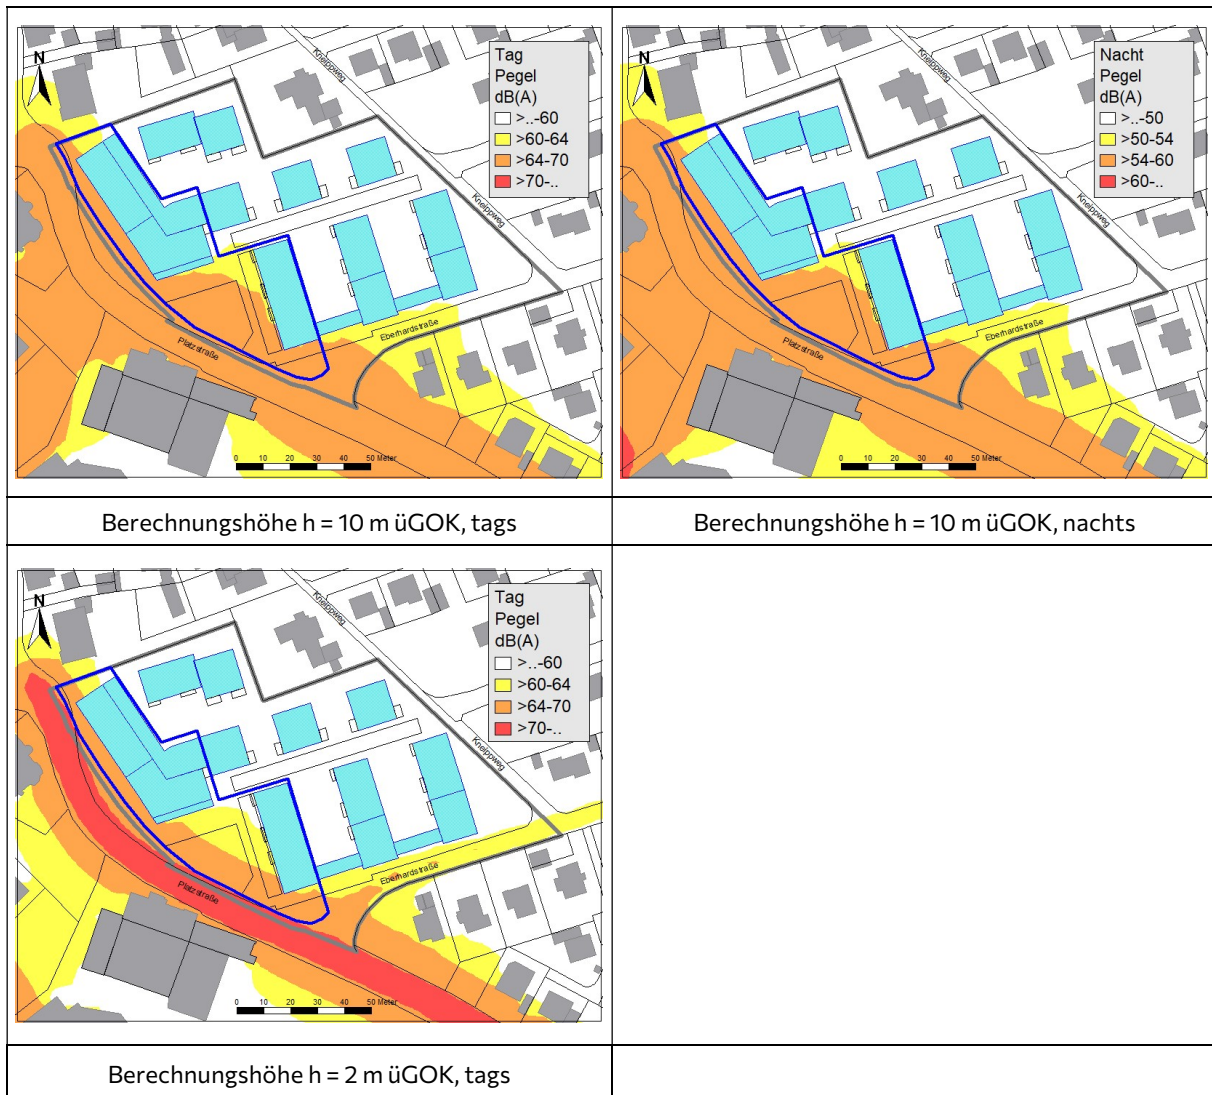 N
Kneippweg
Tag
Pegel
dB(A)
>..-60
>60-64
>64-70
>70-..
Kneippweg
Eberhardstraße
Platzstraße
0 10 20 30 40 50 Meter
N
Kneippweg
Nacht
Pegel
dB(A)
>..-50
>50-54
>54-60
>60-..
Kneippweg
Eberhardstraße
Platzstraße
0 10 20 30 40 50 Meter
Berechnungshöhe h = 10 m üGOK, tags
Berechnungshöhe h = 10 m üGOK, nachts
N
Kneippweg
Tag
Pegel
dB(A)
>..-60
>60-64
>64-70
>70-..
Kneippweg
Eberhardstraße
Platzstraße
0 10 20 30 40 50 Meter
Berechnungshöhe h = 2 m üGOK, tags